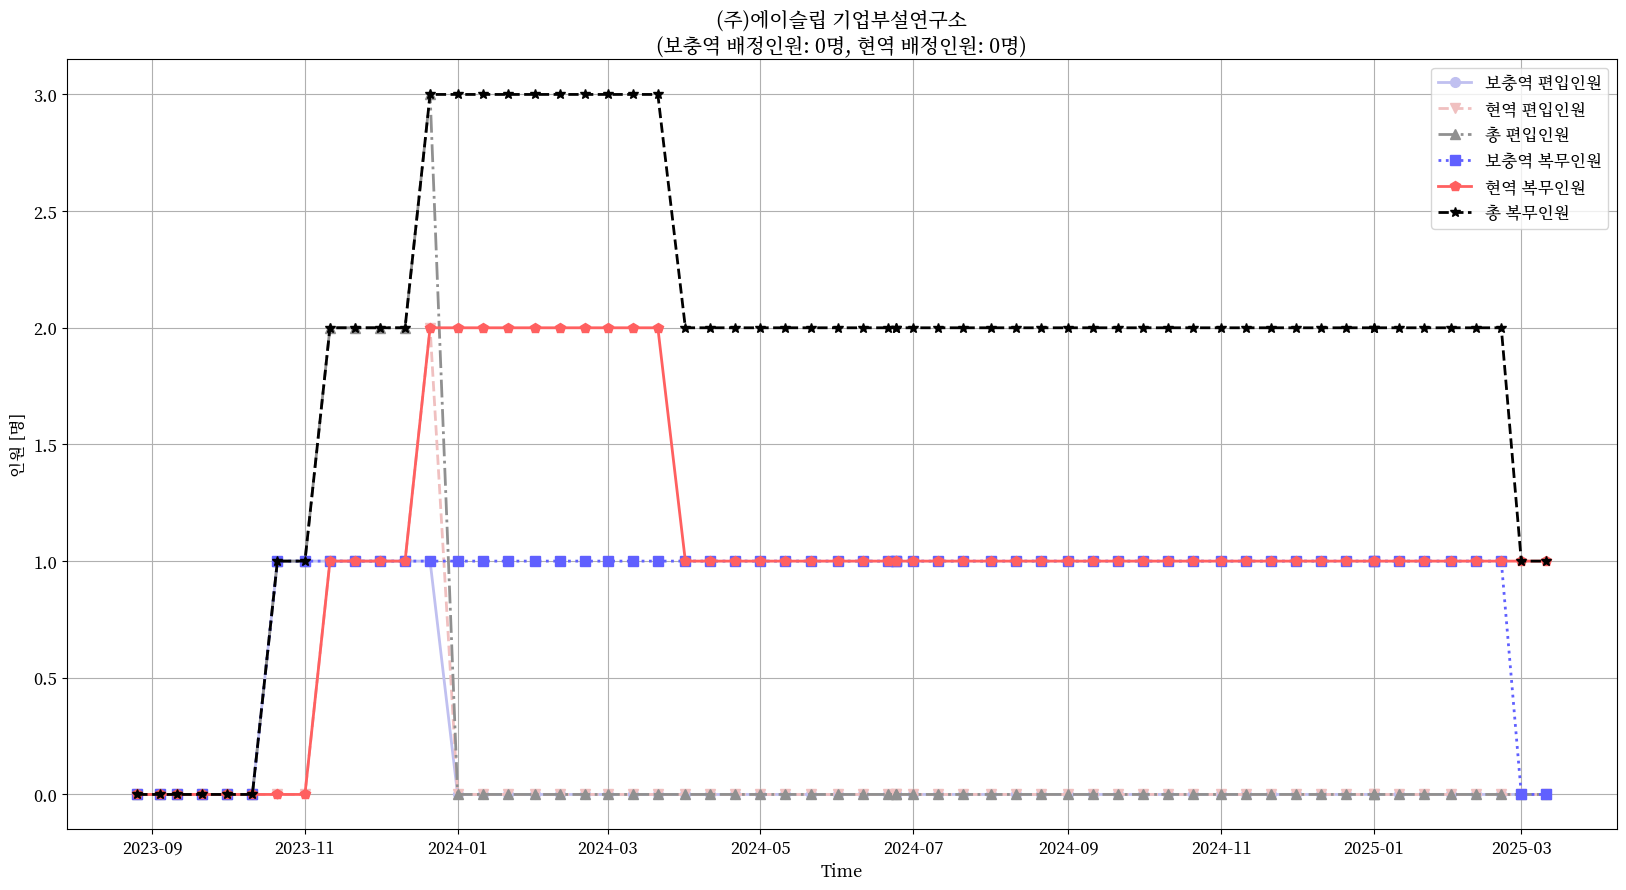 (주)에이슬립 기업부설연구소
(보충역 배정인원: 0명, 현역 배정인원: 0명)
보충역 편입인원
현역 편입인원
총 편입인원
보충역 복무인원
현역 복무인원
총 복무인원
인원 [명]
3.0
2.5
2.0
1.5
1.0
0.5
0.0
2023-09
2023-11
2024-01
2024-03
2024-05
2024-07
2024-09
2024-11
2025-01
2025-03
Time